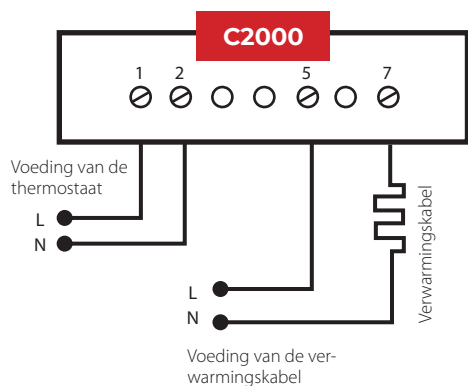 C2000
1 2 5 7
Voeding van de
thermostaat
L
N
Verwarmingskabel
L
N
Voeding van de ver-
warmingskabel